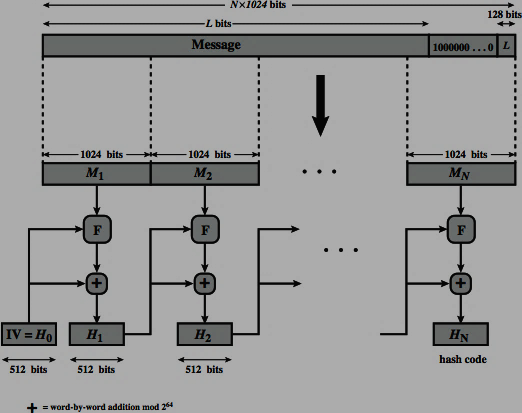 N×1024 bits
L bits
128 bits
Message 1000000 . . . 0 L
1024 bits 1024 bits 1024 bits
M1 M2 . . . MN
F F F
. . .
+ + +
IV = H0 H1 H2 HN
512 bits 512 bits 512 bits hash code
+ = word-by-word addition mod 2^64